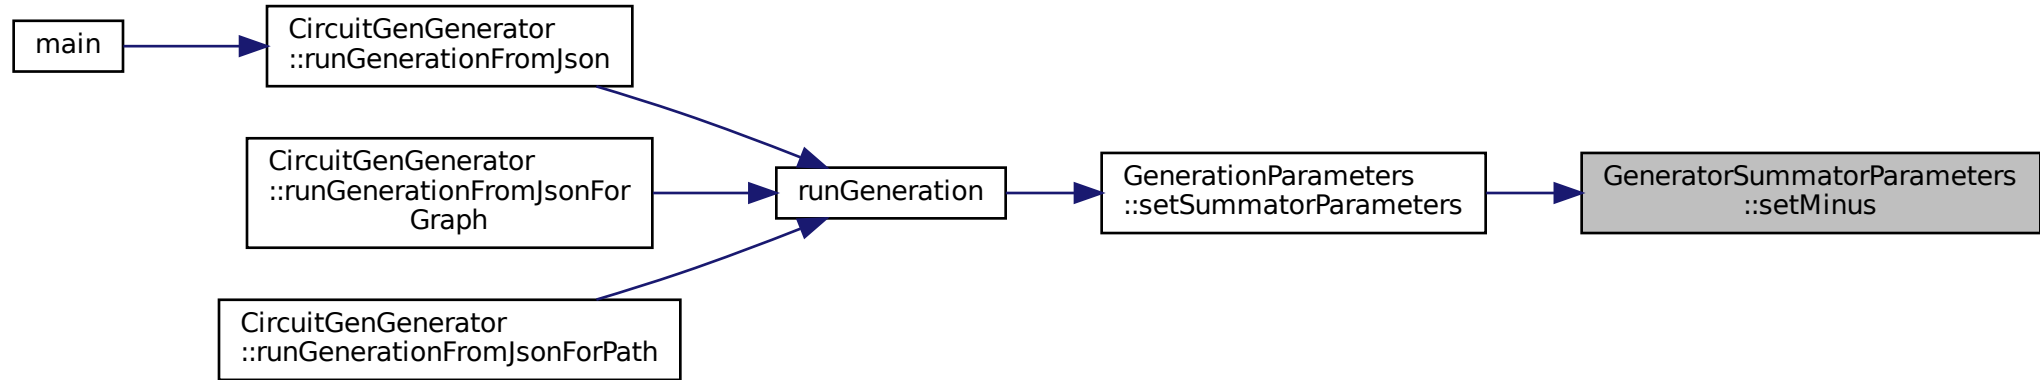 main
CircuitGenGenerator
::runGenerationFromJson
CircuitGenGenerator
::runGenerationFromJsonFor
Graph
CircuitGenGenerator
::runGenerationFromJsonForPath
runGeneration
GenerationParameters
::setSummatorParameters
GeneratorSummatorParameters
::setMinus